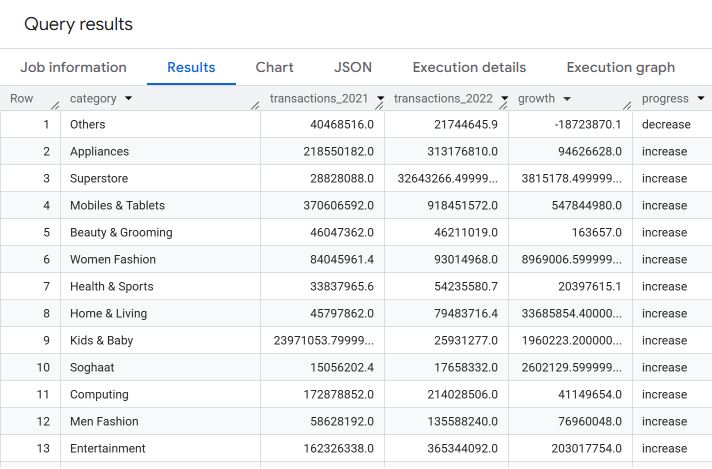 Query results
Job information Results Chart JSON Execution details Execution graph
Row category transactions_2021 transactions_2022 growth progress
1 Others 40468516.0 21744645.9 -18723870.1 decrease
2 Appliances 218550182.0 313176810.0 94626628.0 increase
3 Superstore 28828088.0 32643266.49999... 3815178.499999... increase
4 Mobiles & Tablets 370606592.0 918451572.0 547844980.0 increase
5 Beauty & Grooming 46047362.0 46211019.0 163657.0 increase
6 Women Fashion 84045961.4 93014968.0 8969006.599999... increase
7 Health & Sports 33837965.6 54235580.7 20397615.1 increase
8 Home & Living 45797862.0 79483716.4 33685854.40000... increase
9 Kids & Baby 23971053.79999... 25931277.0 1960223.200000... increase
10 Soghaat 15056202.4 17658332.0 2602129.599999... increase
11 Computing 172878852.0 214028506.0 41149654.0 increase
12 Men Fashion 58628192.0 135588240.0 76960048.0 increase
13 Entertainment 162326338.0 365344092.0 203017754.0 increase